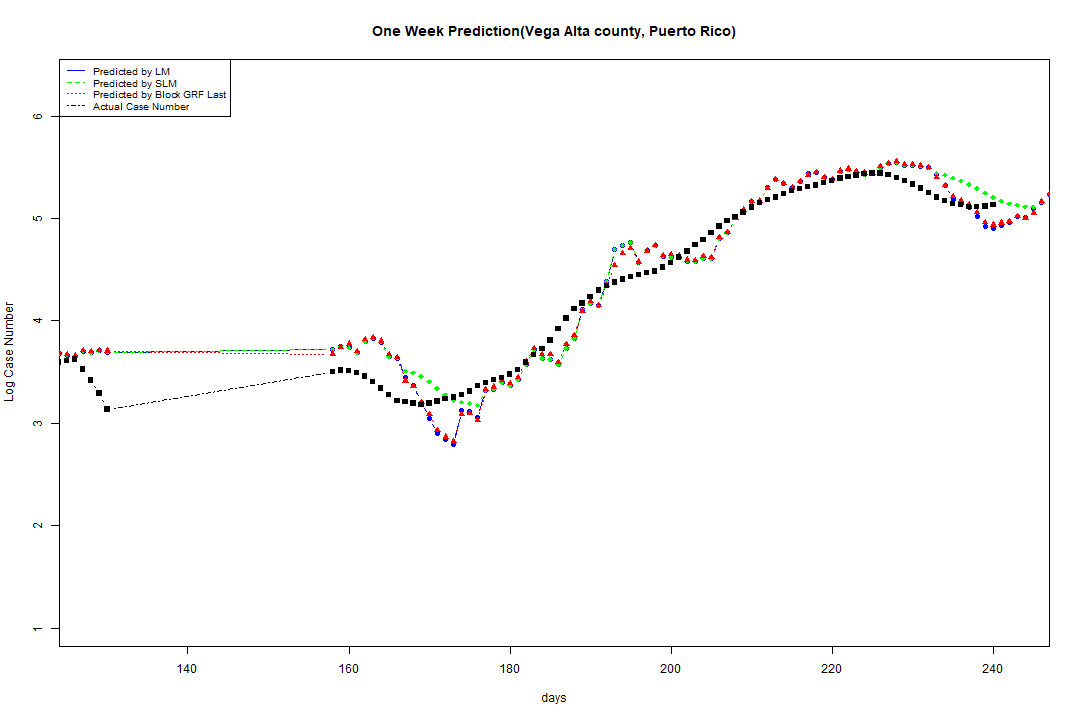 One Week Prediction(Vega Alta county, Puerto Rico)
Predicted by LM
Predicted by SLM
Predicted by Block GRF Last
Actual Case Number
Log Case Number
6
5
4
3
2
1
140 160 180 200 220 240
days